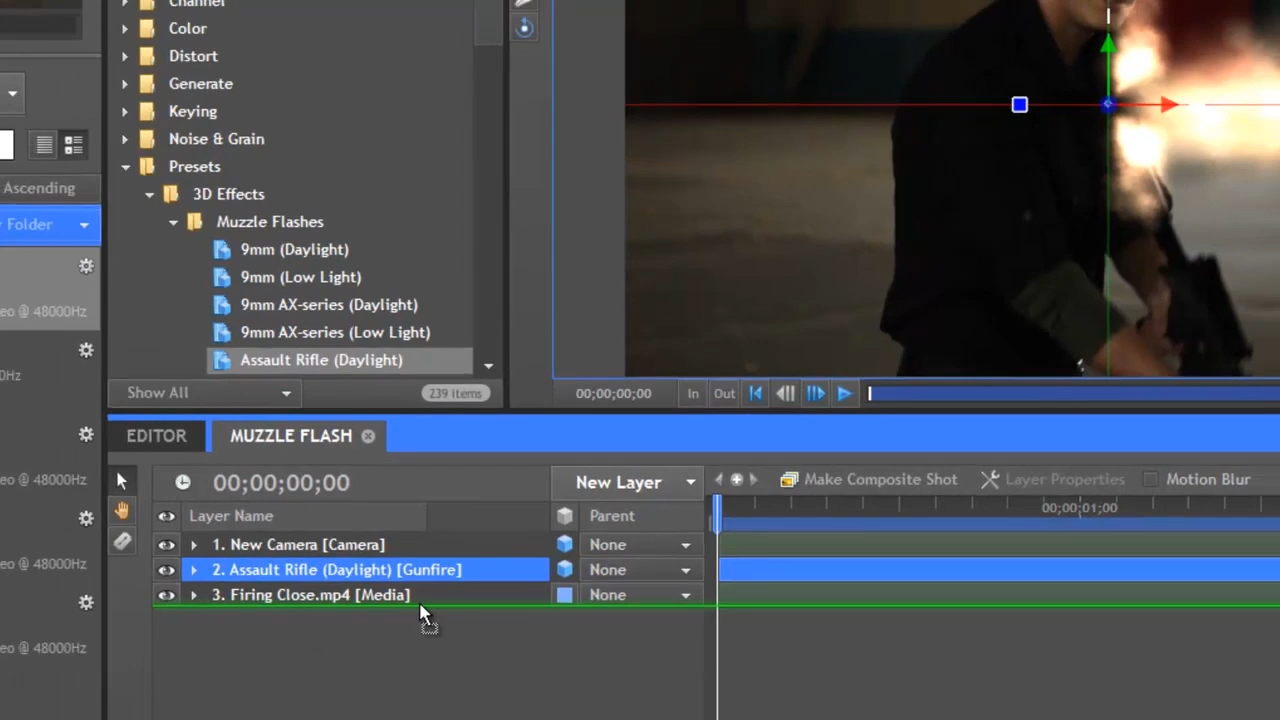 Channel
Color
Distort
Generate
Keying
Noise & Grain
Presets
3D Effects
Muzzle Flashes
9mm (Daylight)
9mm (Low Light)
9mm AX-series (Daylight)
9mm AX-series (Low Light)
Assault Rifle (Daylight)
Show All
239 items
Ascending
Folder
eo @ 48000Hz
0Hz
eo @ 48000Hz
eo @ 48000Hz
eo @ 48000Hz
00;00;00;00
In
Out
EDITOR
MUZZLE FLASH
00;00;00;00
New Layer
Make Composite Shot
Layer Properties
Motion Blur
Layer Name
Parent
00;00;01;00
1. New Camera [Camera]
None
2. Assault Rifle (Daylight) [Gunfire]
None
3. Firing Close.mp4 [Media]
None